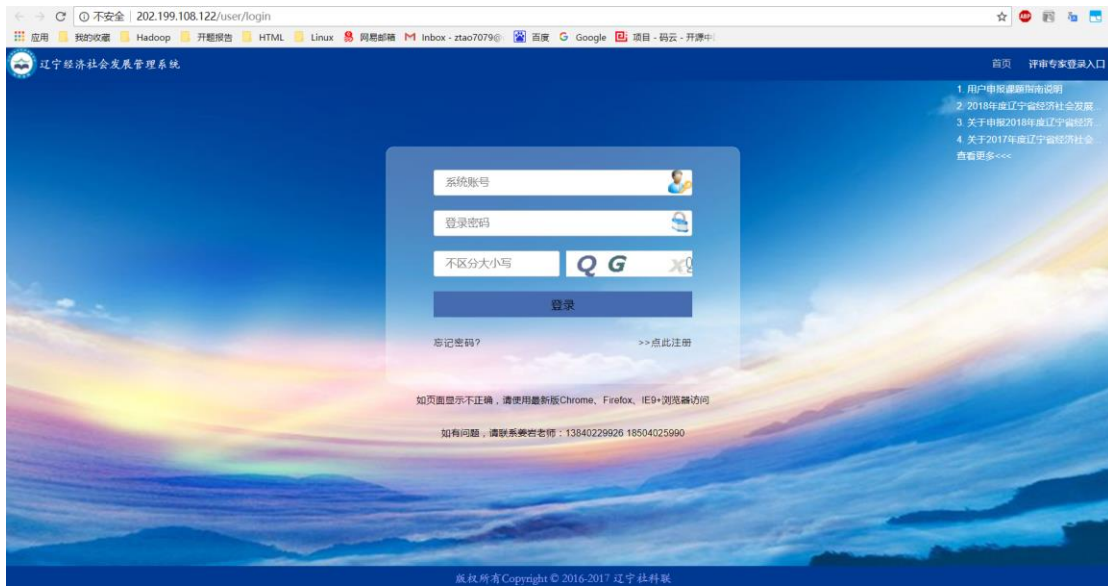 不安全 | 202.199.108.122/user/login
应用 我的收藏 Hadoop 开题报告 HTML Linux 网易邮箱 Inbox - ztao7079@ 百度 Google 项目 - 码云 - 开源中
辽宁经济社会发展管理系统 首页 评审专家登录入口
1. 用户申报课题指南说明
2. 2018年度辽宁省经济社会发展...
3. 关于申报2018年度辽宁省经济...
4. 关于2017年度辽宁省经济社会...
查看更多<<<
系统账号
登录密码
不区分大小写 Q G
登录
忘记密码? >>点此注册
如页面显示不正确，请使用最新版Chrome、Firefox、IE9+浏览器访问
如有问题，请联系姜岩老师：13840229926 18504025990
版权所有Copyright © 2016-2017 辽宁社科联